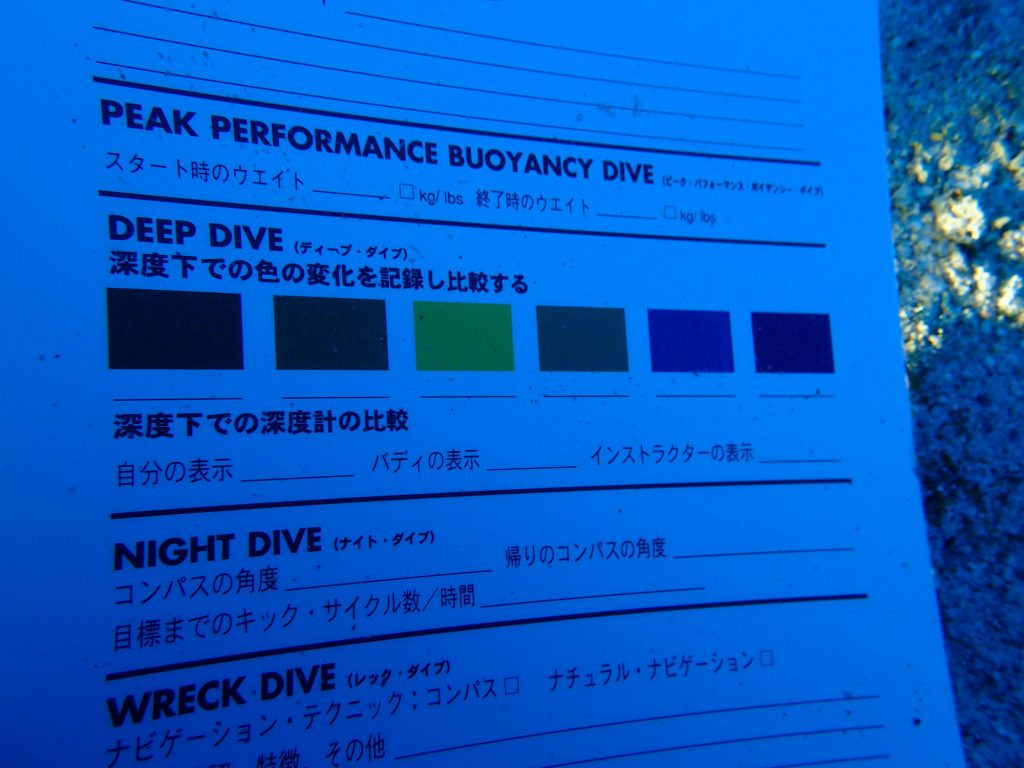 PEAK PERFORMANCE BUOYANCY DIVE (ピーク・パフォーマンス・ボイヤンシー・ダイブ)
スタート時のウエイト ________ □ kg/ lbs 終了時のウエイト ________ □ kg/ lbs
DEEP DIVE (ディープ・ダイブ)
深度下での色の変化を記録し比較する
深度下での深度計の比較
自分の表示 ________ バディの表示 ________ インストラクターの表示 ________
NIGHT DIVE (ナイト・ダイブ)
コンパスの角度 ________ 帰りのコンパスの角度 ________
目標までのキック・サイクル数／時間 ________
WRECK DIVE (レック・ダイブ)
ナビゲーション・テクニック：コンパス □ ナチュラル・ナビゲーション □
特徴、その他 ________